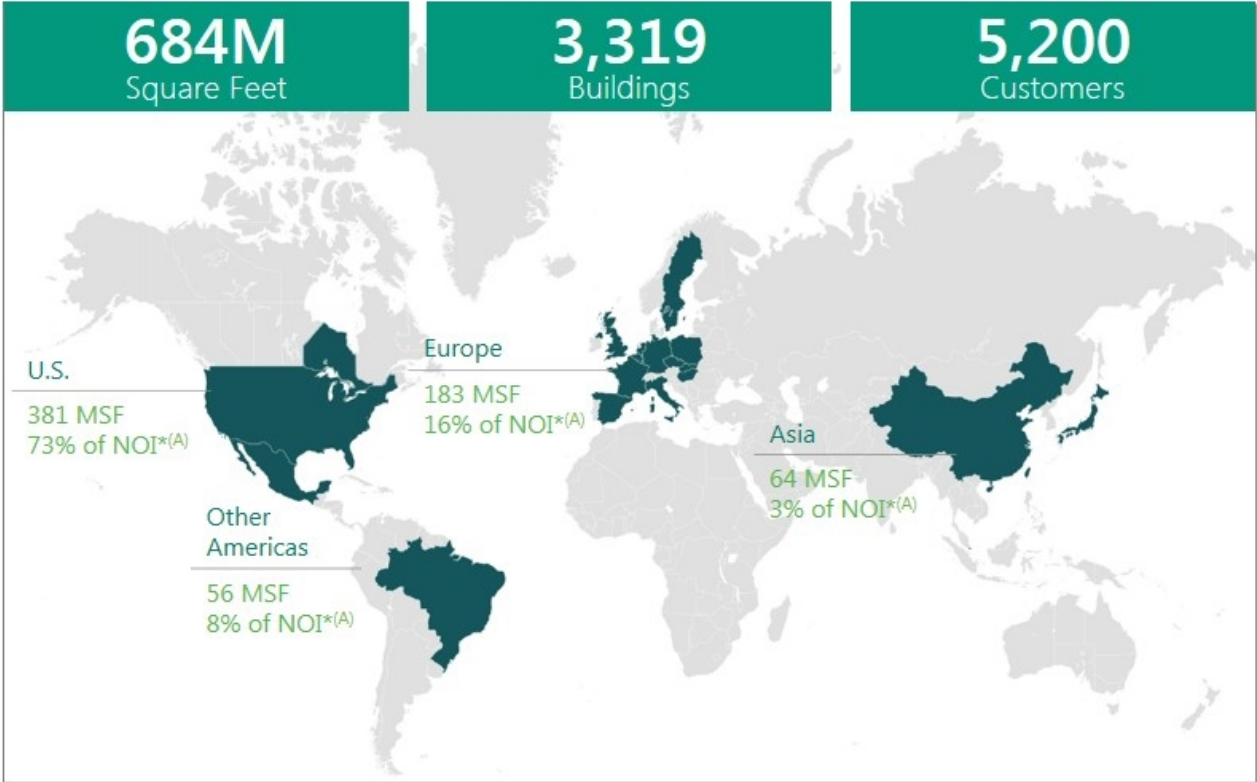 684M
Square Feet
3,319
Buildings
5,200
Customers
U.S.
381 MSF
73% of NOI*(A)
Europe
183 MSF
16% of NOI*(A)
Asia
64 MSF
3% of NOI*(A)
Other
Americas
56 MSF
8% of NOI*(A)